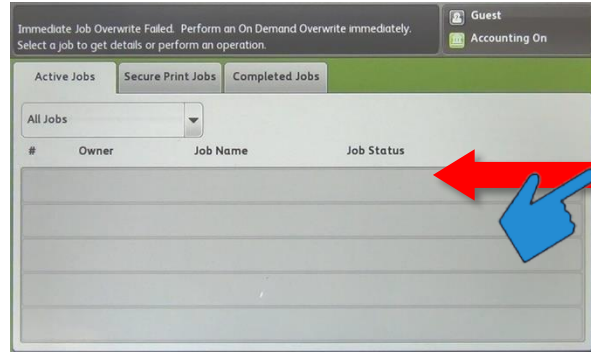 Immediate Job Overwrite Failed. Perform an On Demand Overwrite immediately.
Select a job to get details or perform an operation.
Guest
Accounting On
Active Jobs
Secure Print Jobs
Completed Jobs
All Jobs
# Owner Job Name Job Status